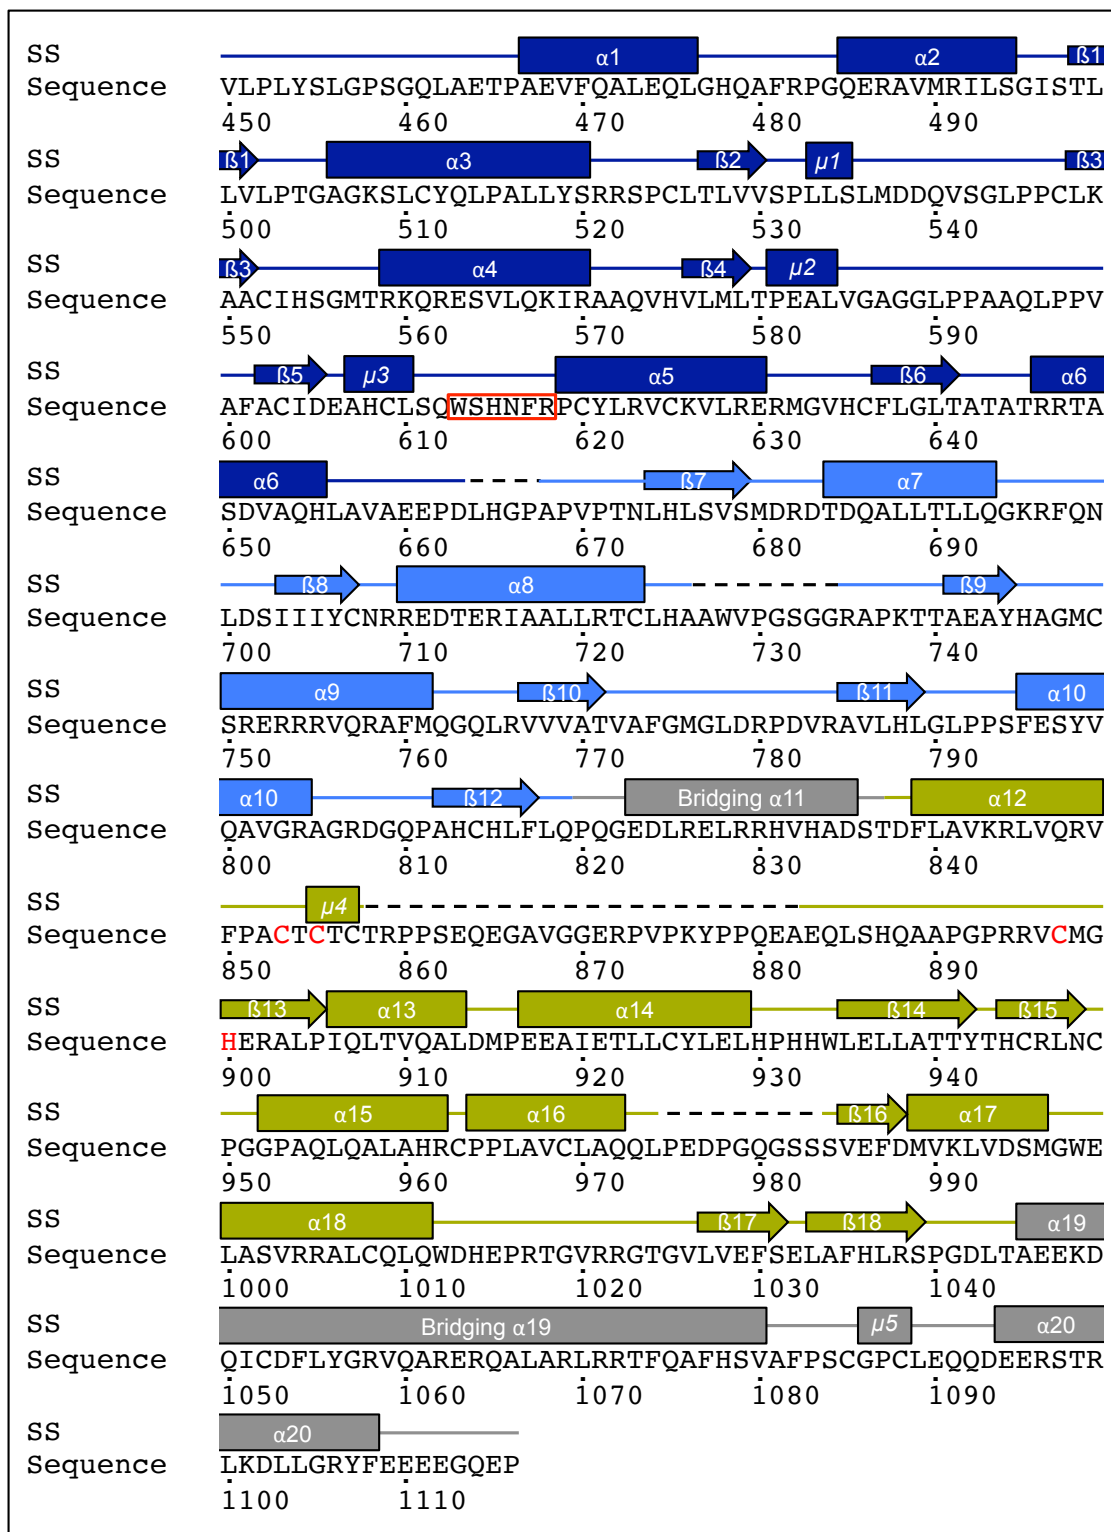 SS α1 α2 ß1
Sequence VLPLYSLGPSGQLAETPAEVFQALEQLGHQAFRPGQERAVMRILSGISTL
450 460 470 480 490
SS ß1 α3 ß2 μ1 ß3
Sequence LVLPTGAGKSLCYQLPALLYSRRSPCLTLVVSPLLSLMDDQVSGLPPCLK
500 510 520 530 540
SS ß3 α4 ß4 μ2
Sequence AACIHSGMTRKQRESVLQKIRAAQVHVLMLTPEALVGAGGLPPAAQLPPV
550 560 570 580 590
SS ß5 μ3 α5 ß6 α6
Sequence AFACIDEAHCLSQWSHNFRPCYLRVCKVLRERMGVHCFLGLTATATRRTA
600 610 620 630 640
SS α6 ß7 α7
Sequence SDVAQHLAVAEEPDLHGPAPVPTNLHLSVSMDRDTDQALLTLLQGKRFQN
650 660 670 680 690
SS ß8 α8 ß9
Sequence LDSIIIYCNRREDTERIAALLRTCLHAAWVPGSGGRAPKTTAEAYHAGMC
700 710 720 730 740
SS α9 ß10 ß11 α10
Sequence SRERRRVQRAFMQGQLRVVVATVAFGMGLDRPDVRAVLHLGLPPSFESYV
750 760 770 780 790
SS α10 ß12 Bridging α11 α12
Sequence QAVGRAGRDGQPAHCHLFLQPQGEDLRELRRHVHADSTDFLAVKRLVQRV
800 810 820 830 840
SS μ4
Sequence FPACTCTCTRPPSEQEGAVGGERPVPKYPPQEAEQLSHQAAPGPRRVCMG
850 860 870 880 890
SS ß13 α13 α14 ß14 ß15
Sequence HERALPIQLTVQALDMPEEAIETLLCYLELHPHHWLELLATTYTHCRLNC
900 910 920 930 940
SS α15 α16 ß16 α17
Sequence PGGPAQLQALAHRCPPLAVCLAQQLPEDPGQGSSSVEFDMVKLVDSMGWE
950 960 970 980 990
SS α18 ß17 ß18 α19
Sequence LASVRRALCQLQWDHEPRTGVRRGTGVLVEFSELAFHLRSPGDLTAEEKD
1000 1010 1020 1030 1040
SS Bridging α19 μ5 α20
Sequence QICDFLYGRVQARERQALARLRRTFQAFHSVAFPSCGPCLEQQDEERSTR
1050 1060 1070 1080 1090
SS α20
Sequence LKDLLGRYFEEEEGQEP
1100 1110